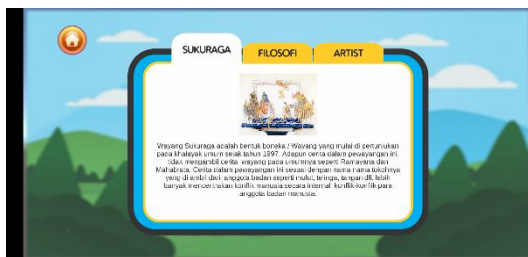 SUKURAGA
FILOSOFI
ARTIST
Wayang Sukuraga adalah bentuk boneka / Wayang yang mulai di pertunjukan
pada khalayak umum sejak tahun 1997. Adapun cerita dalam pewayangan ini,
tidak mengambil cerita wayang pada umumnya seperti Ramayana dan
Mahabrata. Cerita dalam pewayangan ini sesuai dengan nama nama tokohnya
yang di ambil dari anggota badan seperti mulut, telinga, tangan dll, lebih
banyak menceritakan konflik manusia secara internal konflik-konflik para
anggota badan manusia.